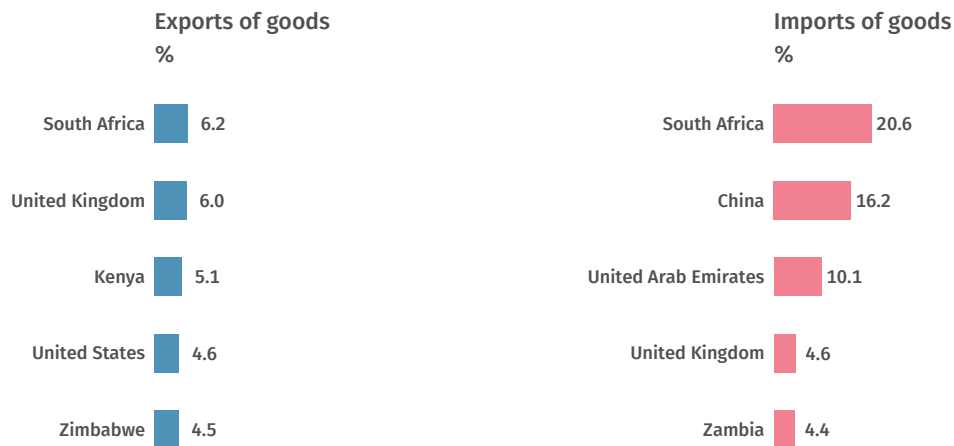 Exports of goods
%
South Africa 6.2
United Kingdom 6.0
Kenya 5.1
United States 4.6
Zimbabwe 4.5
Imports of goods
%
South Africa 20.6
China 16.2
United Arab Emirates 10.1
United Kingdom 4.6
Zambia 4.4